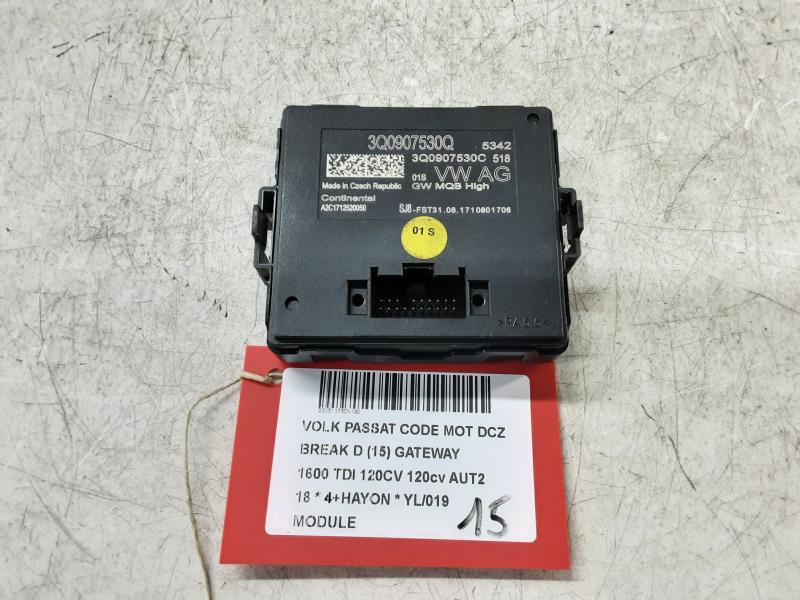 3Q0907530Q 5342
3Q0907530C 518
01S VW AG
Made in Czech Republic GW MQB High
Continental
A2C1712520050 SJ8-FST31.08.1710801706
01 S
>PA66<
VOLK PASSAT CODE MOT DCZ
BREAK D (15) GATEWAY
1600 TDI 120CV 120cv AUT2
18 * 4+HAYON * YL/019
MODULE
15